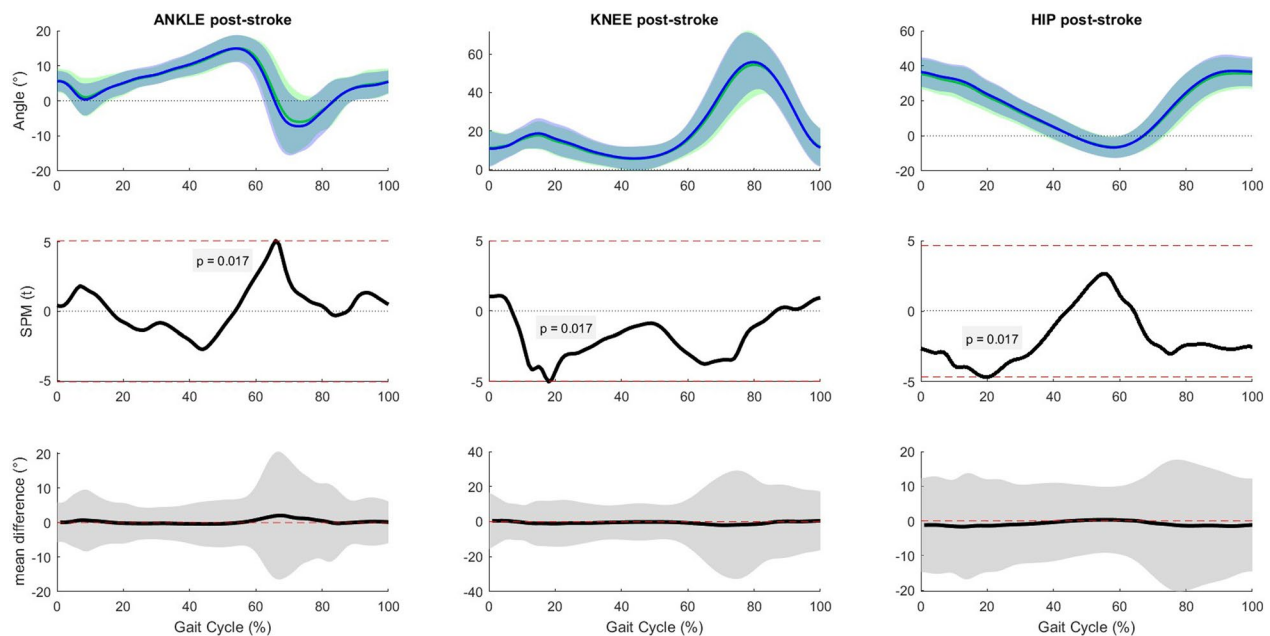 ANKLE post-stroke
KNEE post-stroke
HIP post-stroke
Angle (°)
20
10
0
-10
-20
0 20 40 60 80 100
60
40
20
0
0 20 40 60 80 100
60
40
20
0
-20
0 20 40 60 80 100
SPM (t)
5
0
-5
p = 0.017
0 20 40 60 80 100
5
0
-5
p = 0.017
0 20 40 60 80 100
5
0
-5
p = 0.017
0 20 40 60 80 100
mean difference (°)
20
10
0
-10
-20
0 20 40 60 80 100
Gait Cycle (%)
40
20
0
-20
-40
0 20 40 60 80 100
Gait Cycle (%)
20
10
0
-10
-20
0 20 40 60 80 100
Gait Cycle (%)